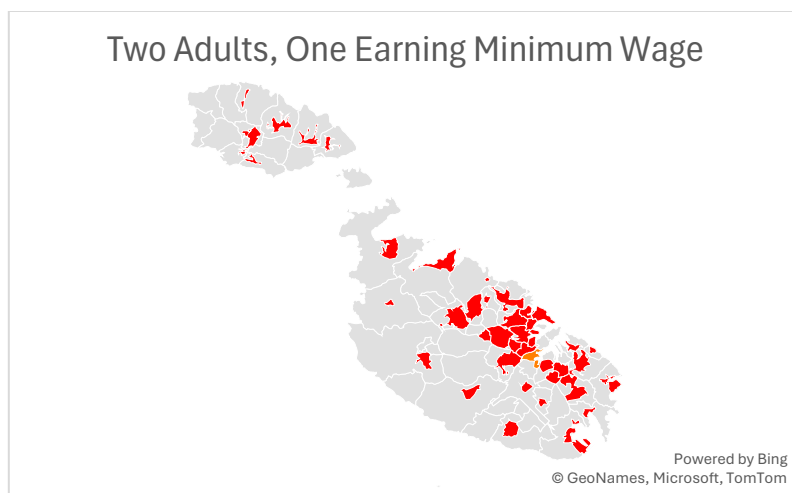 Two Adults, One Earning Minimum Wage
Powered by Bing
© GeoNames, Microsoft, TomTom